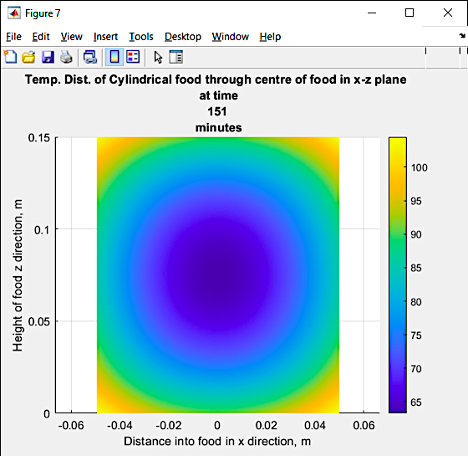 Figure 7
File Edit View Insert Tools Desktop Window Help
Temp. Dist. of Cylindrical food through centre of food in x-z plane
at time
151
minutes
Height of food z direction, m
0.15
0.1
0.05
0
-0.06 -0.04 -0.02 0 0.02 0.04 0.06
Distance into food in x direction, m
100
95
90
85
80
75
70
65